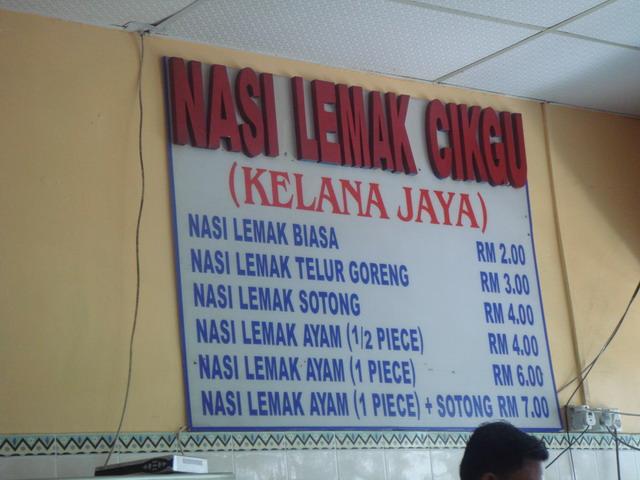 NASI LEMAK CIKGU
(KELANA JAYA)
NASI LEMAK BIASA RM 2.00
NASI LEMAK TELUR GORENG RM 3.00
NASI LEMAK SOTONG RM 4.00
NASI LEMAK AYAM (1/2 PIECE) RM 4.00
NASI LEMAK AYAM (1 PIECE) RM 6.00
NASI LEMAK AYAM (1 PIECE) + SOTONG RM 7.00